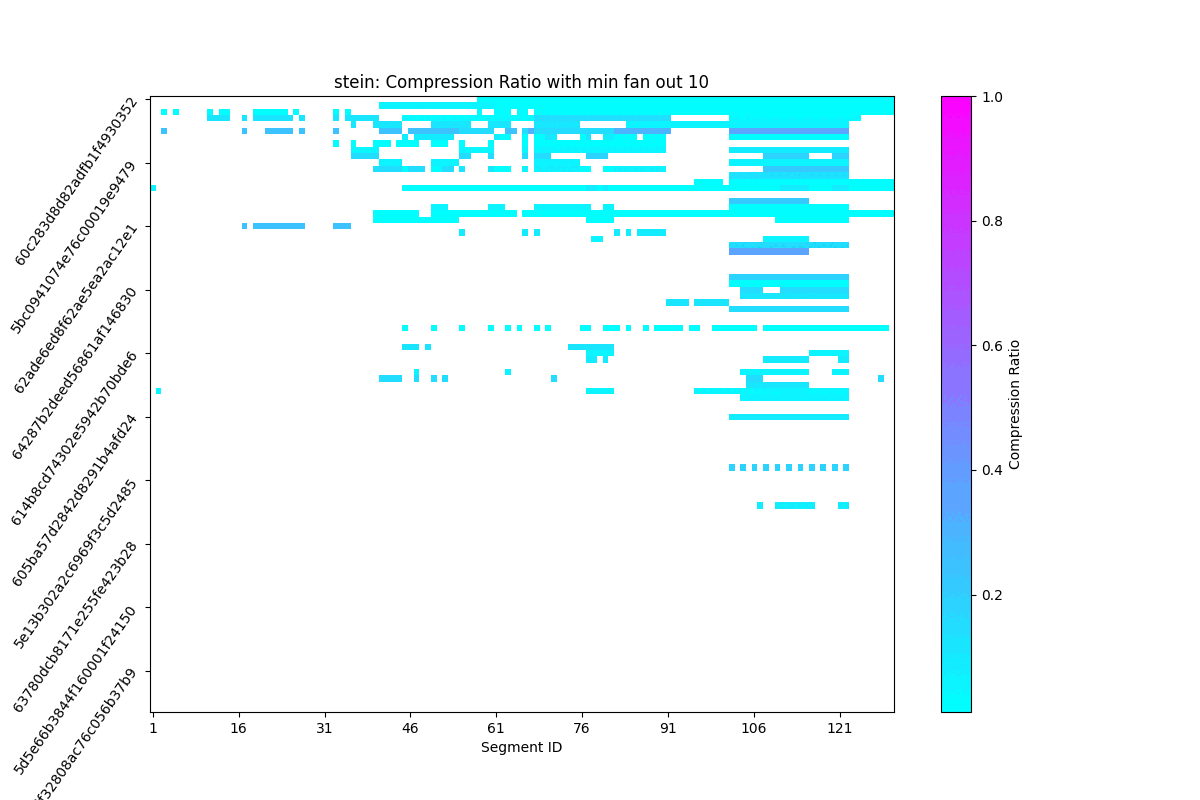 stein: Compression Ratio with min fan out 10
60c283d8d82adfb1f4930352
5bc0941074e76c00019e9479
62ade6ed8f62ae5ea2ac12e1
64287b2deed56861af146830
614b8cd74302e5942b70bde6
605ba57d2842d8291b4afd24
5e13b302a2c6969f3c5d2485
63780dcb8171e255fe423b28
5d5e66b3844f160001f24150
f32808ac76c056b37b9
1 16 31 46 61 76 91 106 121
Segment ID
1.0
0.8
0.6
0.4
0.2
Compression Ratio